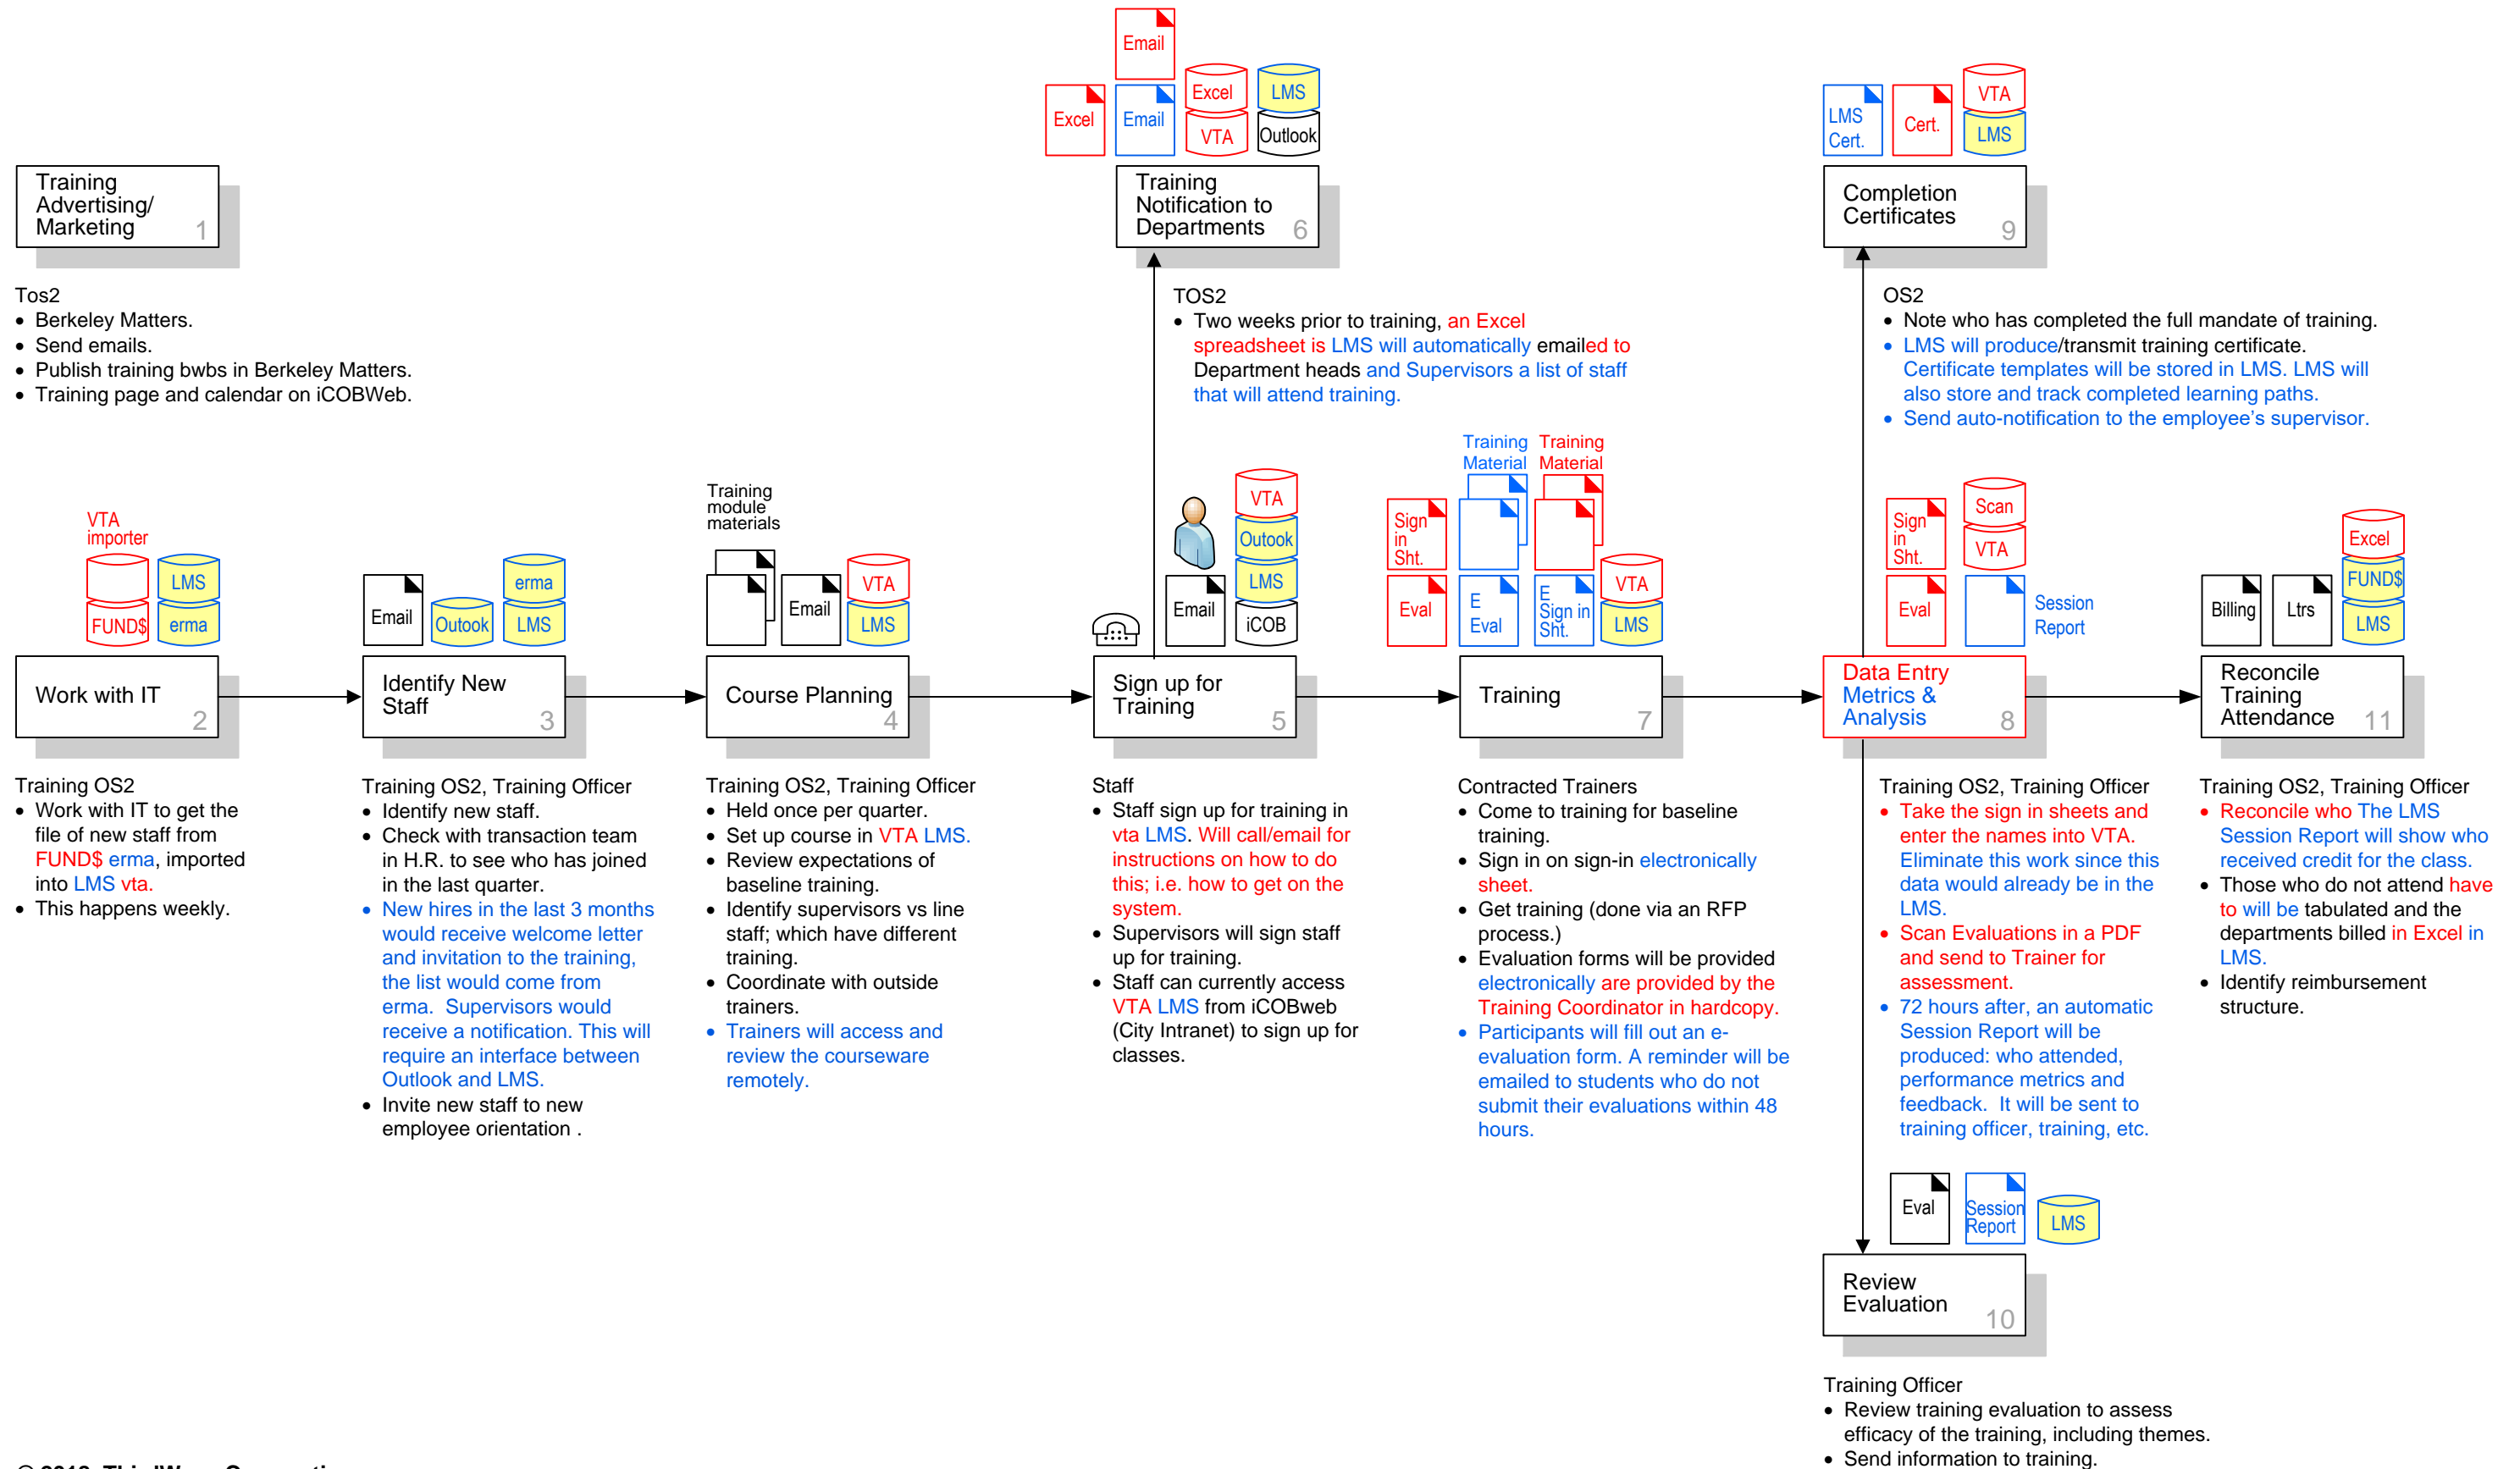 Email
Excel
Email
Excel
VTA
LMS
Outlook
LMS
Cert.
Cert.
VTA
LMS
Training
Advertising/
Marketing 1
Training
Notification to
Departments 6
Completion
Certificates 9
Tos2
• Berkeley Matters.
• Send emails.
• Publish training bwbs in Berkeley Matters.
• Training page and calendar on iCOBWeb.
TOS2
• Two weeks prior to training, an Excel
spreadsheet is LMS will automatically emailed to
Department heads and Supervisors a list of staff
that will attend training.
OS2
• Note who has completed the full mandate of training.
• LMS will produce/transmit training certificate.
Certificate templates will be stored in LMS. LMS will
also store and track completed learning paths.
• Send auto-notification to the employee's supervisor.
VTA
importer
FUND$
LMS
erma
Email
Outook
erma
LMS
Training
module
materials
Email
VTA
LMS
VTA
Outook
LMS
iCOB
Email
Training
Material
Training
Material
Sign
in
Sht.
Eval
E
Eval
E
Sign in
Sht.
VTA
LMS
Sign
in
Sht.
Eval
Scan
VTA
Session
Report
Billing
Ltrs
Excel
FUND$
LMS
Work with IT 2
Identify New
Staff 3
Course Planning 4
Sign up for
Training 5
Training 7
Data Entry
Metrics &
Analysis 8
Reconcile
Training
Attendance 11
Training OS2
• Work with IT to get the
file of new staff from
FUND$ erma, imported
into LMS vta.
• This happens weekly.
Training OS2, Training Officer
• Identify new staff.
• Check with transaction team
in H.R. to see who has joined
in the last quarter.
• New hires in the last 3 months
would receive welcome letter
and invitation to the training,
the list would come from
erma. Supervisors would
receive a notification. This will
require an interface between
Outlook and LMS.
• Invite new staff to new
employee orientation .
Training OS2, Training Officer
• Held once per quarter.
• Set up course in VTA LMS.
• Review expectations of
baseline training.
• Identify supervisors vs line
staff; which have different
training.
• Coordinate with outside
trainers.
• Trainers will access and
review the courseware
remotely.
Staff
• Staff sign up for training in
vta LMS. Will call/email for
instructions on how to do
this; i.e. how to get on the
system.
• Supervisors will sign staff
up for training.
• Staff can currently access
VTA LMS from iCOBweb
(City Intranet) to sign up for
classes.
Contracted Trainers
• Come to training for baseline
training.
• Sign in on sign-in electronically
sheet.
• Get training (done via an RFP
process.)
• Evaluation forms will be provided
electronically are provided by the
Training Coordinator in hardcopy.
• Participants will fill out an e-
evaluation form. A reminder will be
emailed to students who do not
submit their evaluations within 48
hours.
Training OS2, Training Officer
• Take the sign in sheets and
enter the names into VTA.
Eliminate this work since this
data would already be in the
LMS.
• Scan Evaluations in a PDF
and send to Trainer for
assessment.
• 72 hours after, an automatic
Session Report will be
produced: who attended,
performance metrics and
feedback. It will be sent to
training officer, training, etc.
Training OS2, Training Officer
• Reconcile who The LMS
Session Report will show who
received credit for the class.
• Those who do not attend have
to will be tabulated and the
departments billed in Excel in
LMS.
• Identify reimbursement
structure.
Eval
Session
Report
LMS
Review
Evaluation 10
Training Officer
• Review training evaluation to assess
efficacy of the training, including themes.
• Send information to training.